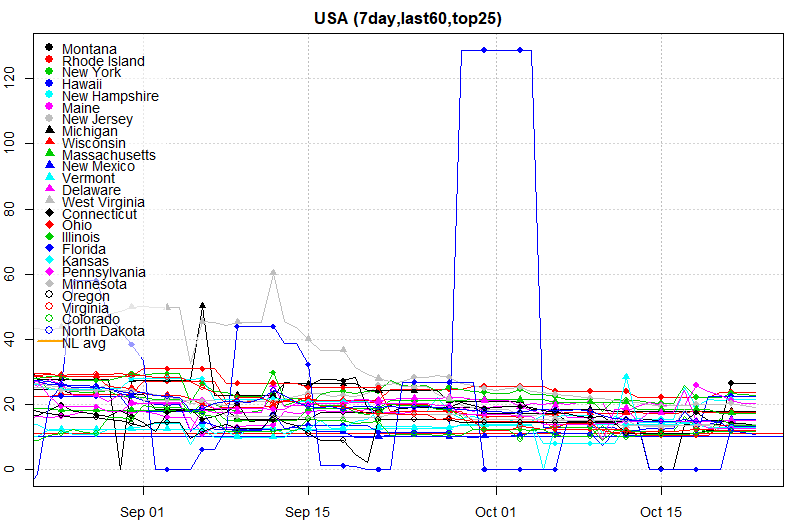 USA (7day,last60,top25)
Montana
Rhode Island
New York
Hawaii
New Hampshire
Maine
New Jersey
Michigan
Wisconsin
Massachusetts
New Mexico
Vermont
Delaware
West Virginia
Connecticut
Ohio
Illinois
Florida
Kansas
Pennsylvania
Minnesota
Oregon
Virginia
Colorado
North Dakota
NL avg
120
100
80
60
40
20
0
Sep 01 Sep 15 Oct 01 Oct 15